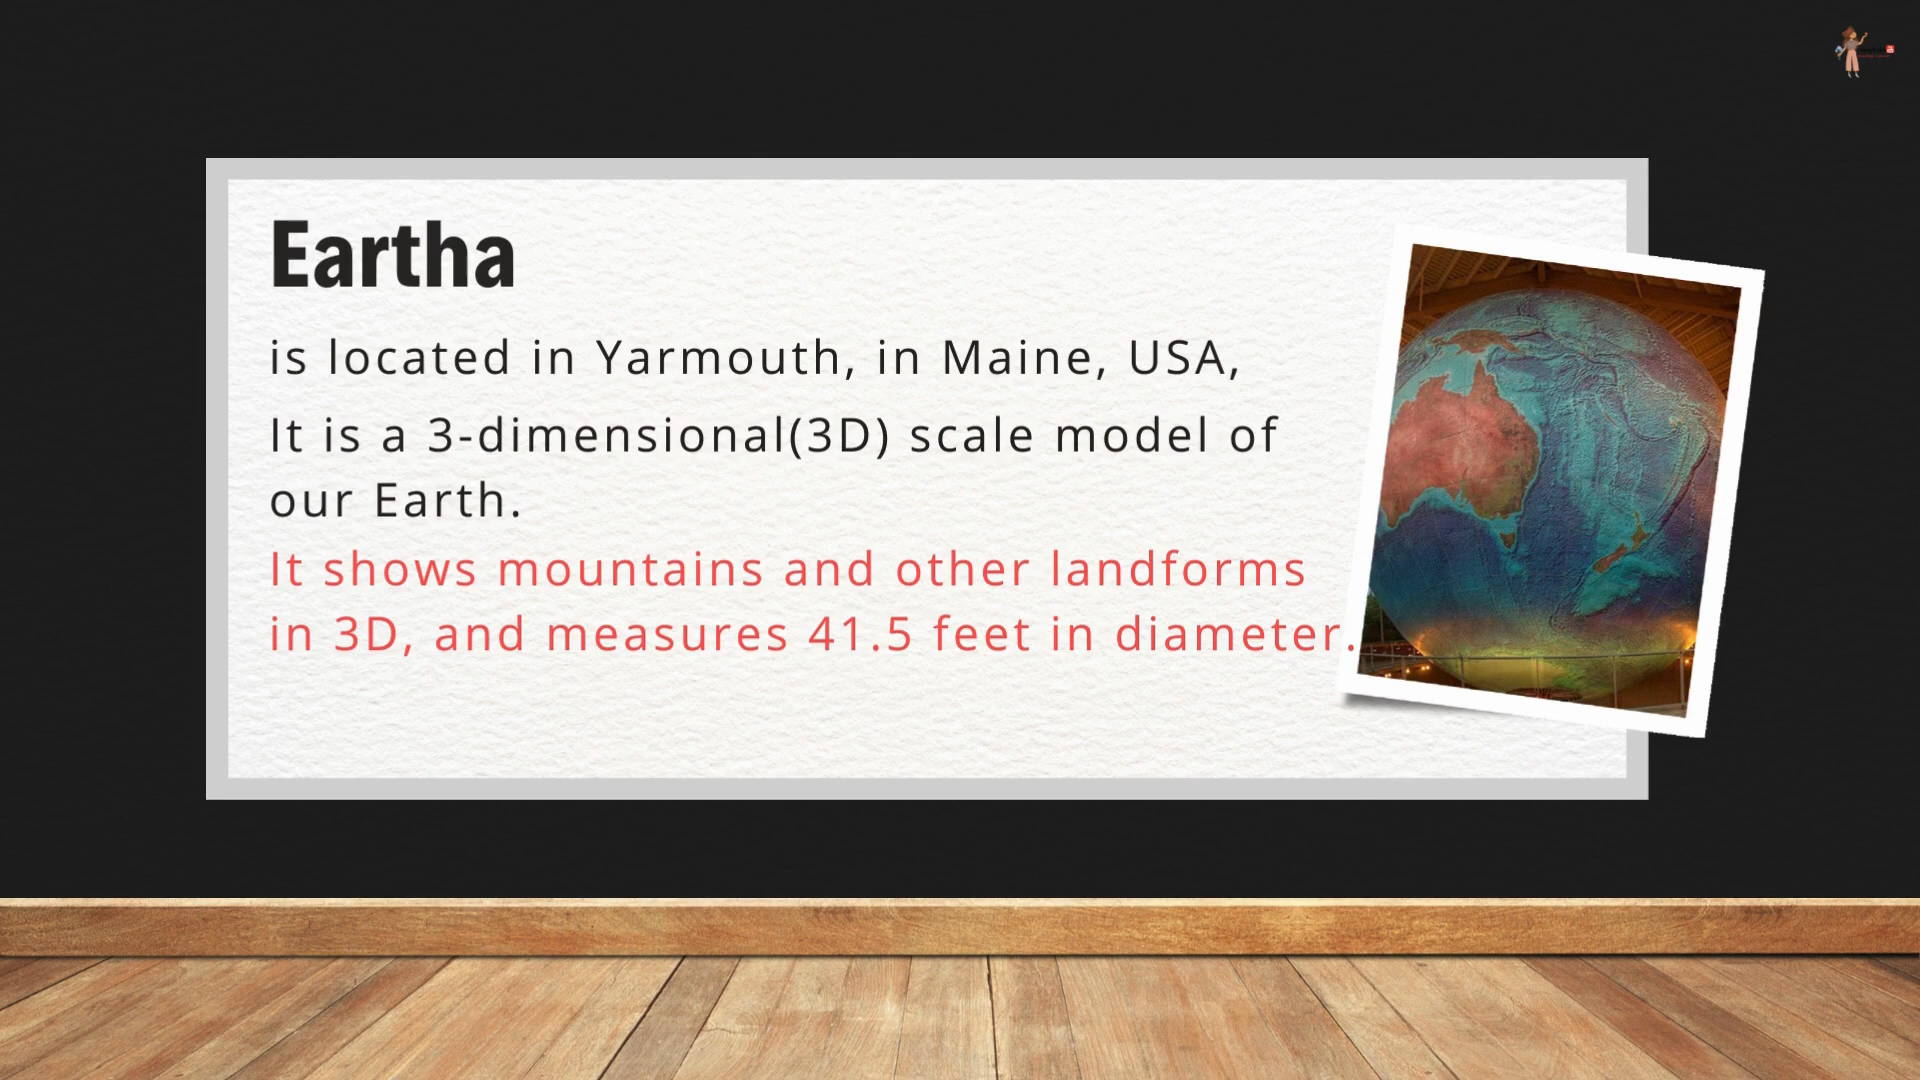 Eartha
is located in Yarmouth, in Maine, USA,
It is a 3-dimensional(3D) scale model of
our Earth.
It shows mountains and other landforms
in 3D, and measures 41.5 feet in diameter.